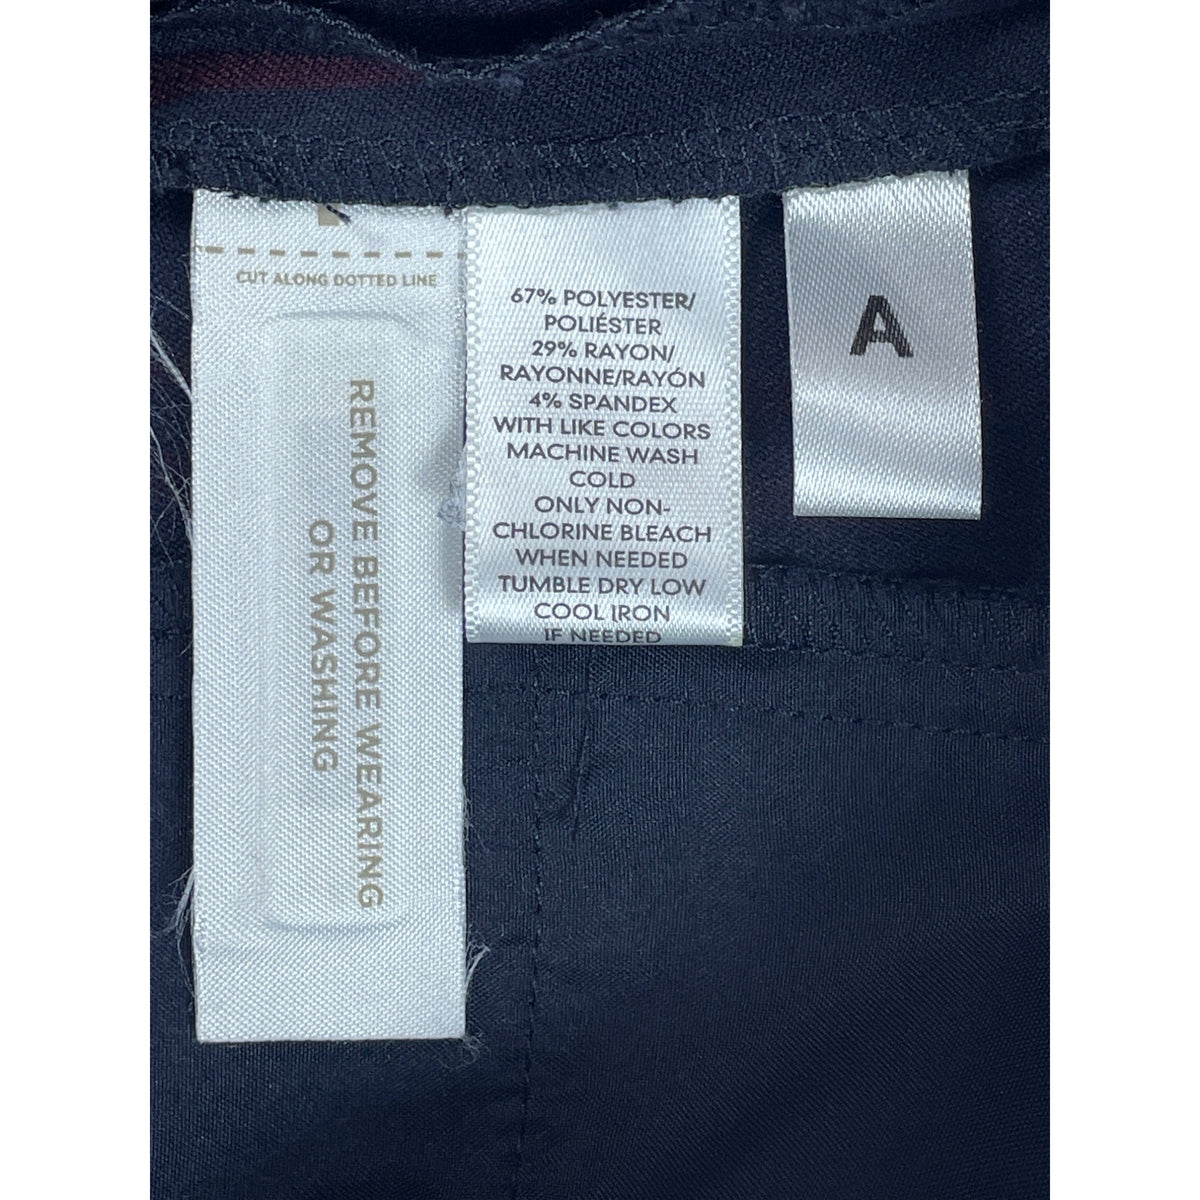 CUT ALONG DOTTED LINE
REMOVE BEFORE WEARING
OR WASHING
67% POLYESTER/
POLIÉSTER
29% RAYON/
RAYONNE/RAYÓN
4% SPANDEX
WITH LIKE COLORS
MACHINE WASH
COLD
ONLY NON-
CHLORINE BLEACH
WHEN NEEDED
TUMBLE DRY LOW
COOL IRON
IF NEEDED
A